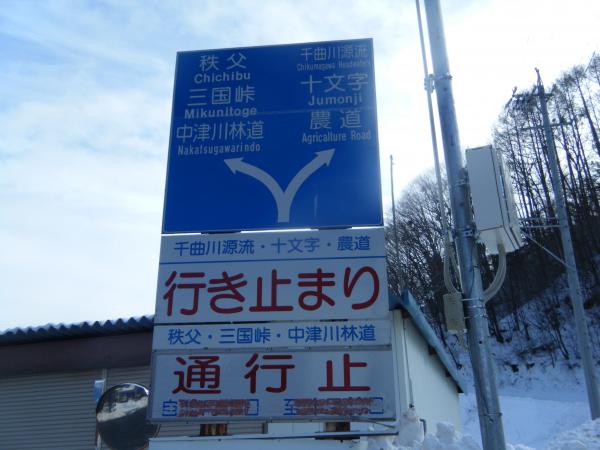 秩父
Chichibu
三国峠
Mikunitoge
中津川林道
Nakatsugawarindo
千曲川源流
Chikumagawa Headwaters
十文字
Jumonji
農道
Agriculture Road
千曲川源流・十文字・農道
行き止まり
秩父・三国峠・中津川林道
通行止
至